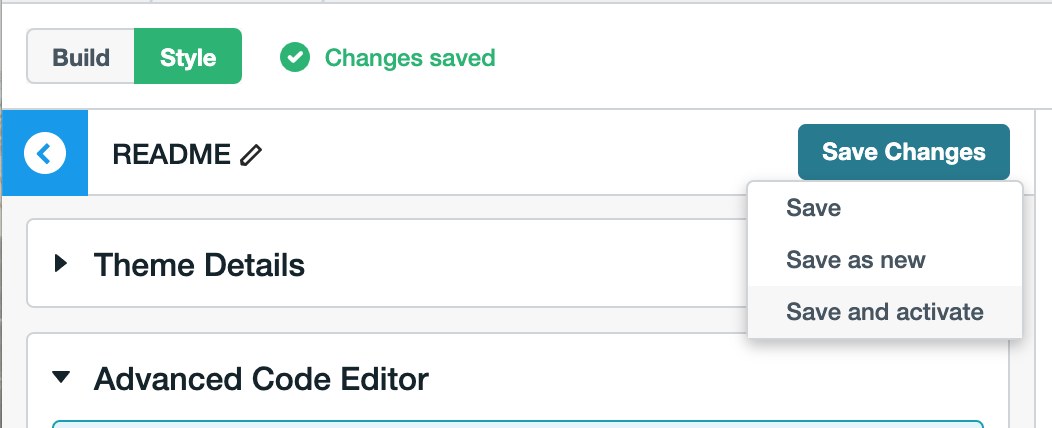 Build
Style
Changes saved
README
Save Changes
Save
Save as new
Save and activate
Theme Details
Advanced Code Editor